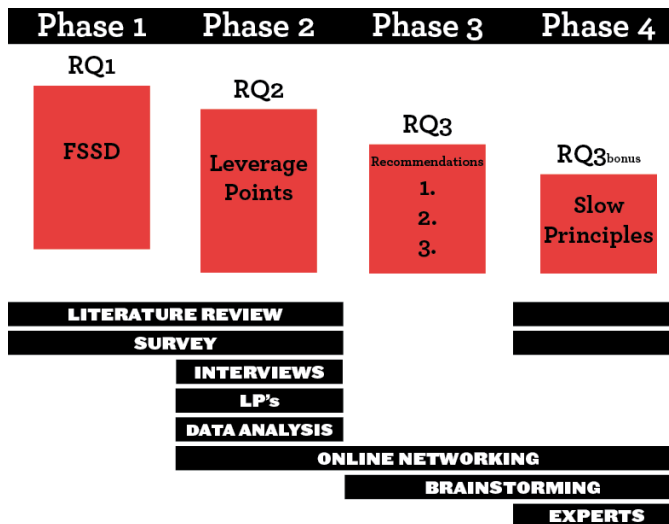 Phase 1 Phase 2 Phase 3 Phase 4
RQ1
RQ2
RQ3
RQ3bonus
FSSD
Leverage
Points
Recommendations
1.
2.
3.
Slow
Principles
LITERATURE REVIEW
SURVEY
INTERVIEWS
LP's
DATA ANALYSIS
ONLINE NETWORKING
BRAINSTORMING
EXPERTS